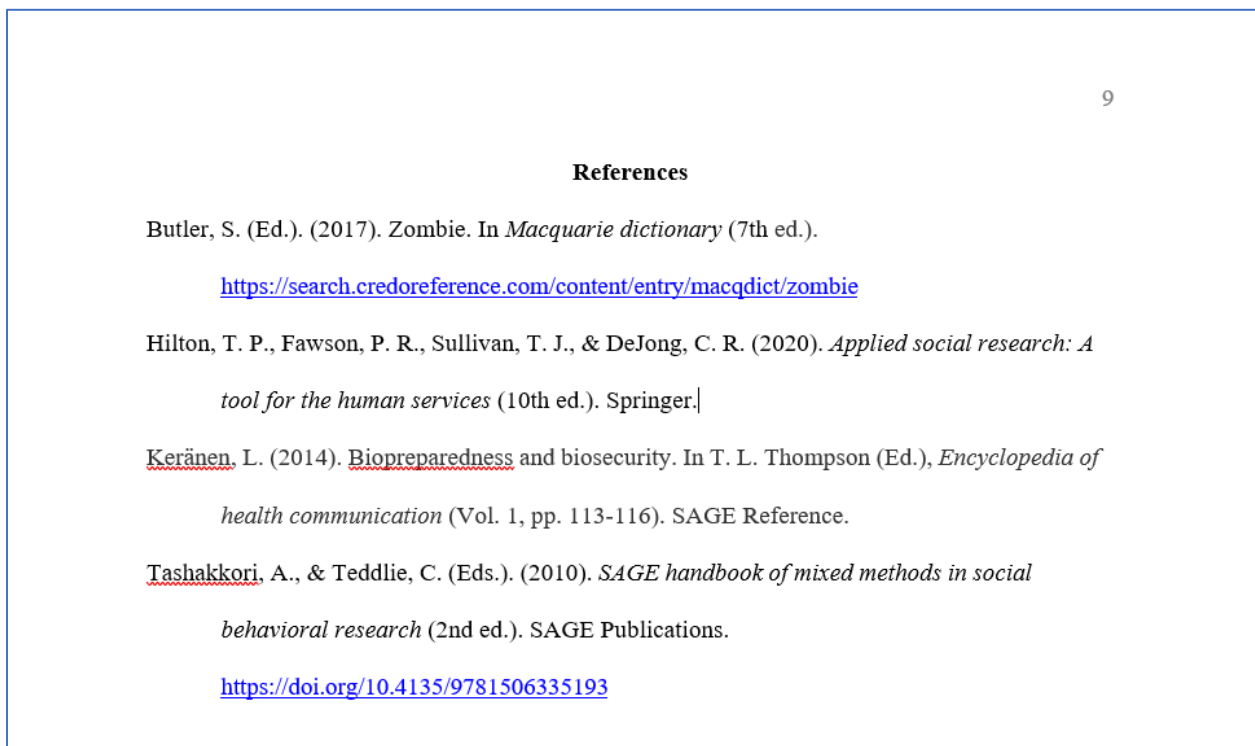 9
References
Butler, S. (Ed.). (2017). Zombie. In Macquarie dictionary (7th ed.).
https://search.credoreference.com/content/entry/macqdict/zombie
Hilton, T. P., Fawson, P. R., Sullivan, T. J., & DeJong, C. R. (2020). Applied social research: A
tool for the human services (10th ed.). Springer.
Keränen, L. (2014). Biopreparedness and biosecurity. In T. L. Thompson (Ed.), Encyclopedia of
health communication (Vol. 1, pp. 113-116). SAGE Reference.
Tashakkori, A., & Teddlie, C. (Eds.). (2010). SAGE handbook of mixed methods in social
behavioral research (2nd ed.). SAGE Publications.
https://doi.org/10.4135/9781506335193